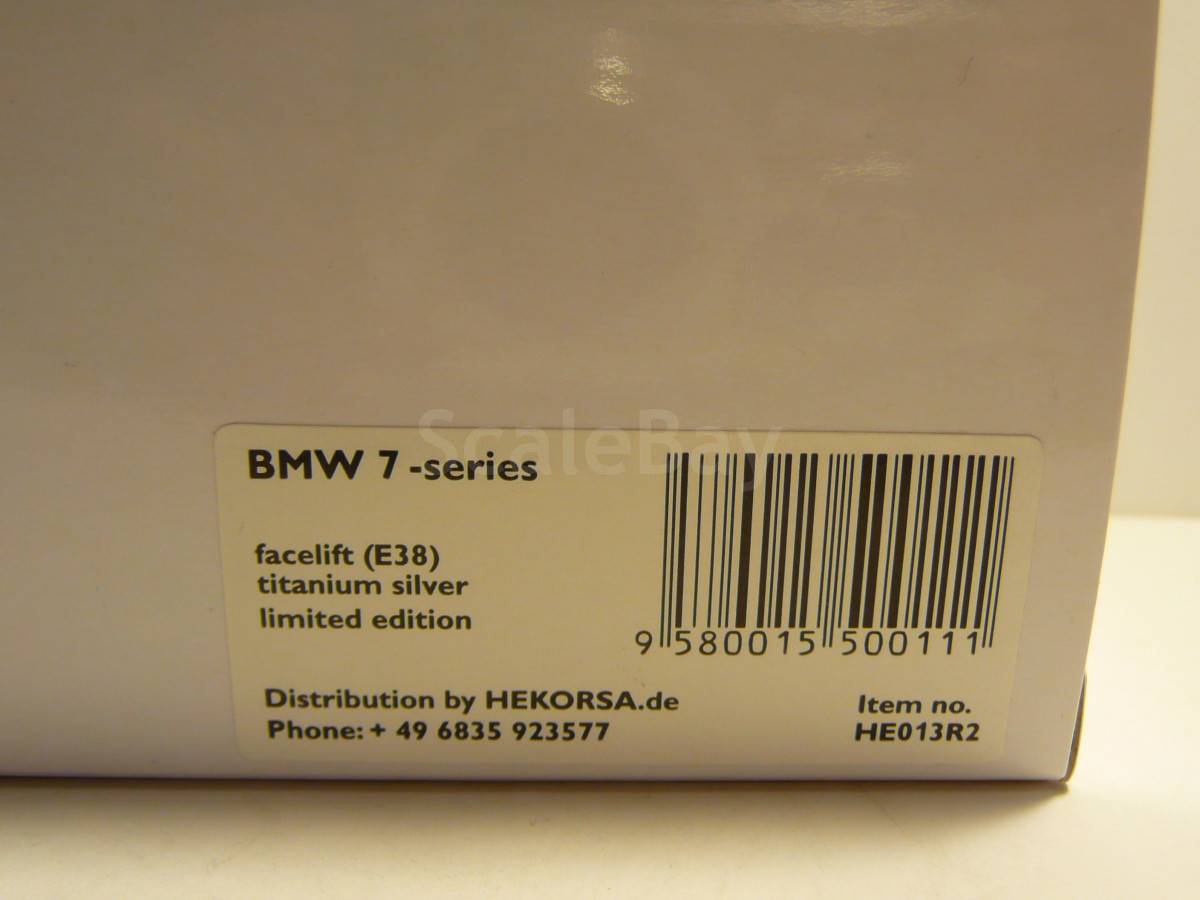 ScaleBay
BMW 7 -series
facelift (E38)
titanium silver
limited edition
9 580015 500111
Distribution by HEKORSA.de
Phone: + 49 6835 923577
Item no.
HE013R2